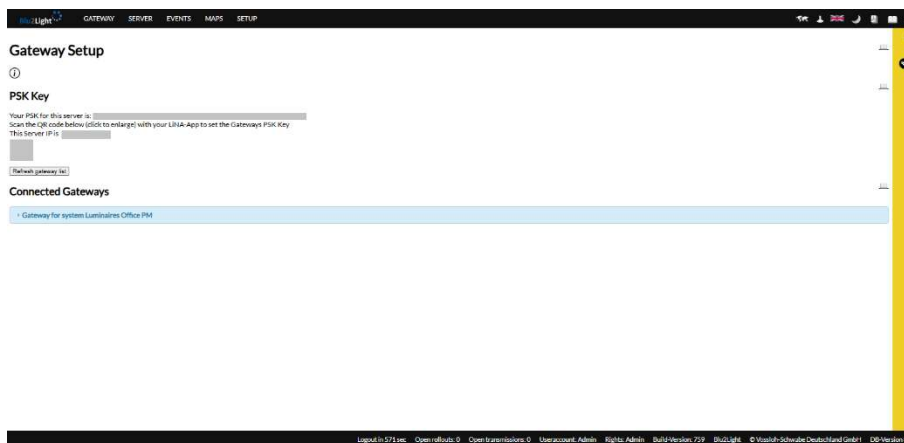 Blu2Light GATEWAY SERVER EVENTS MAPS SETUP
Gateway Setup
PSK Key
Your PSK for this server is:
Scan the QR code below (click to enlarge) with your LiNA-App to set the Gateways PSK Key
This Server IP is
Refresh gateway list
Connected Gateways
› Gateway for system Luminaires Office PM
Logout in 571 sec Open rollouts: 0 Open transmissions: 0 Useraccount: Admin Rights: Admin Build-Version: 759 Blu2Light © Vossloh-Schwabe Deutschland GmbH DB-Version